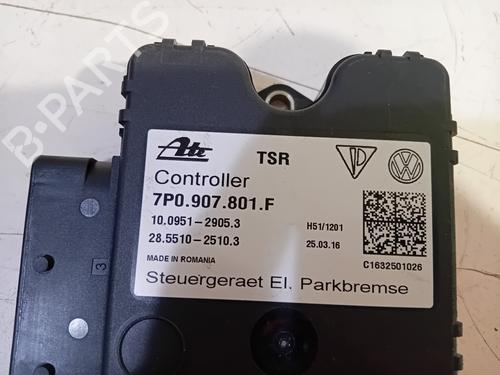 B-PARTS
Ate TSR
Controller
7P0.907.801.F
10.0951-2905.3 H51/1201
28.5510-2510.3 25.03.16
MADE IN ROMANIA C1632501026
Steuergeraet El. Parkbremse
3